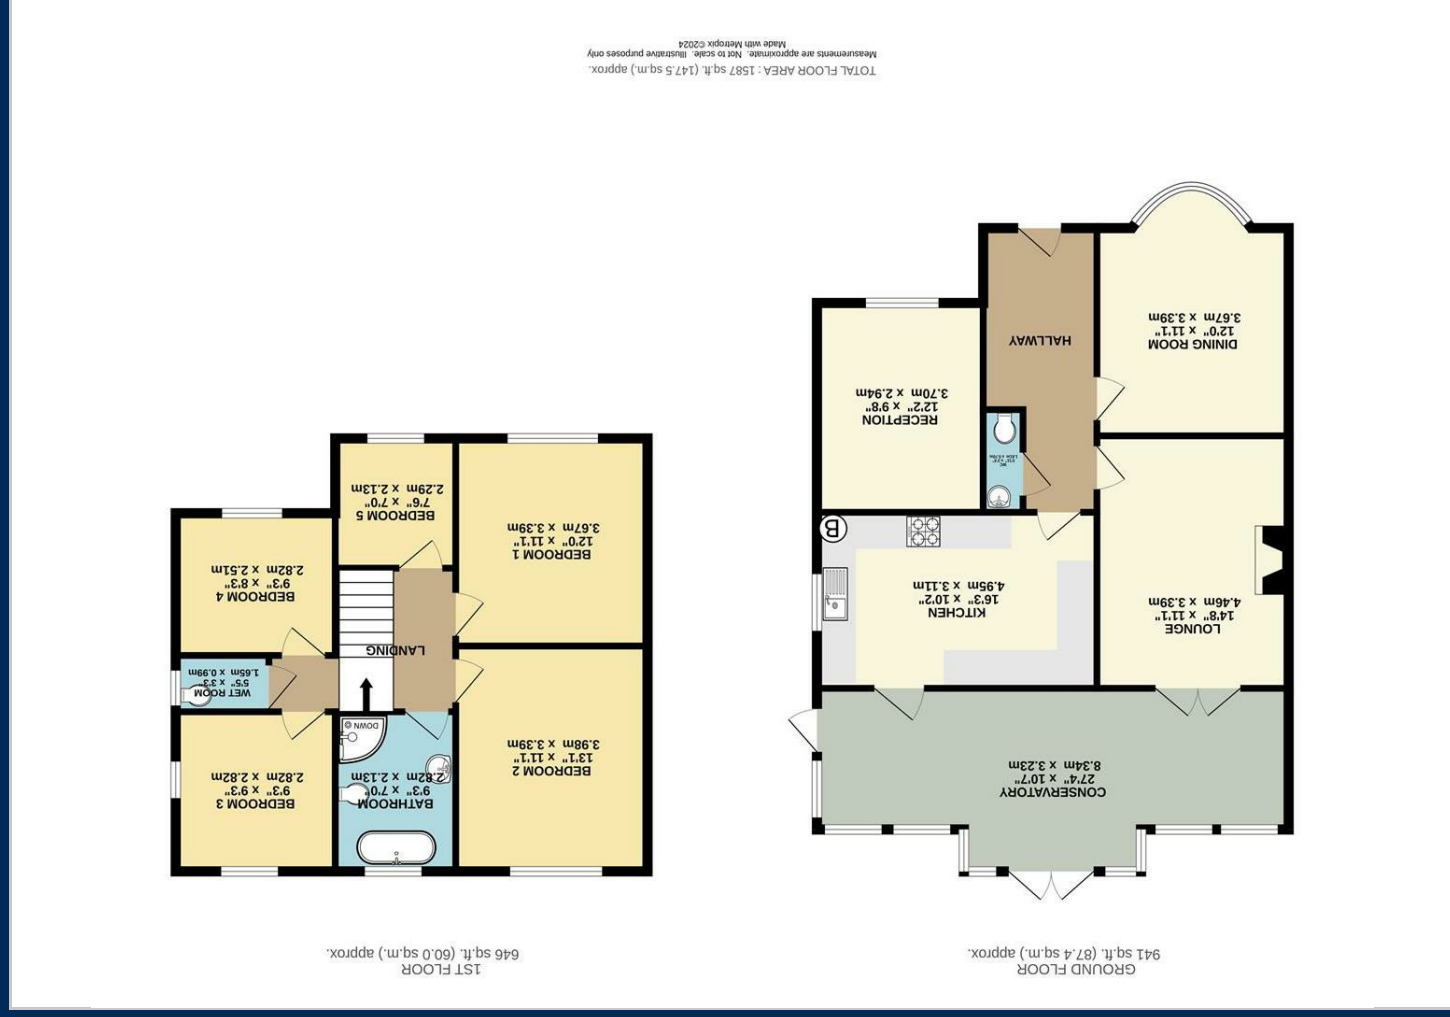 GROUND FLOOR
941 sq.ft. (87.4 sq.m.) approx.
CONSERVATORY
27'4" x 10'7"
8.34m x 3.23m
LOUNGE
14'8" x 11'1"
4.46m x 3.39m
KITCHEN
16'3" x 10'2"
4.95m x 3.11m
B
WC
RECEPTION
12'2" x 9'8"
3.70m x 2.94m
HALLWAY
DINING ROOM
12'0" x 11'1"
3.67m x 3.39m
1ST FLOOR
646 sq.ft. (60.0 sq.m.) approx.
BEDROOM 2
13'1" x 11'1"
3.98m x 3.39m
BATHROOM
9'3" x 7'0"
2.82m x 2.13m
BEDROOM 3
9'3" x 9'3"
2.82m x 2.82m
DOWN
WET ROOM
5'5" x 3'3"
1.65m x 0.99m
LANDING
BEDROOM 4
9'3" x 8'3"
2.82m x 2.51m
BEDROOM 1
12'0" x 11'1"
3.67m x 3.39m
BEDROOM 5
7'6" x 7'0"
2.29m x 2.13m
TOTAL FLOOR AREA : 1587 sq.ft. (147.5 sq.m.) approx.
Measurements are approximate. Not to scale. Illustrative purposes only
Made with Metropix ©2024